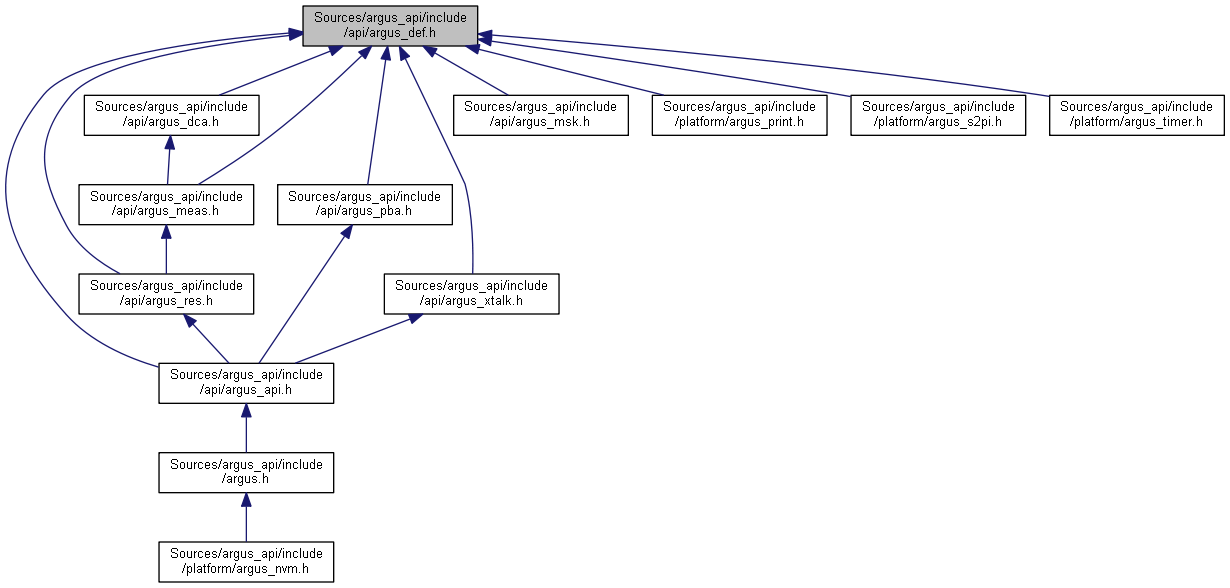 Sources/argus_api/include
/api/argus_def.h
Sources/argus_api/include
/api/argus_dca.h
Sources/argus_api/include
/api/argus_msk.h
Sources/argus_api/include
/platform/argus_print.h
Sources/argus_api/include
/platform/argus_s2pi.h
Sources/argus_api/include
/platform/argus_timer.h
Sources/argus_api/include
/api/argus_meas.h
Sources/argus_api/include
/api/argus_pba.h
Sources/argus_api/include
/api/argus_res.h
Sources/argus_api/include
/api/argus_xtalk.h
Sources/argus_api/include
/api/argus_api.h
Sources/argus_api/include
/argus.h
Sources/argus_api/include
/platform/argus_nvm.h